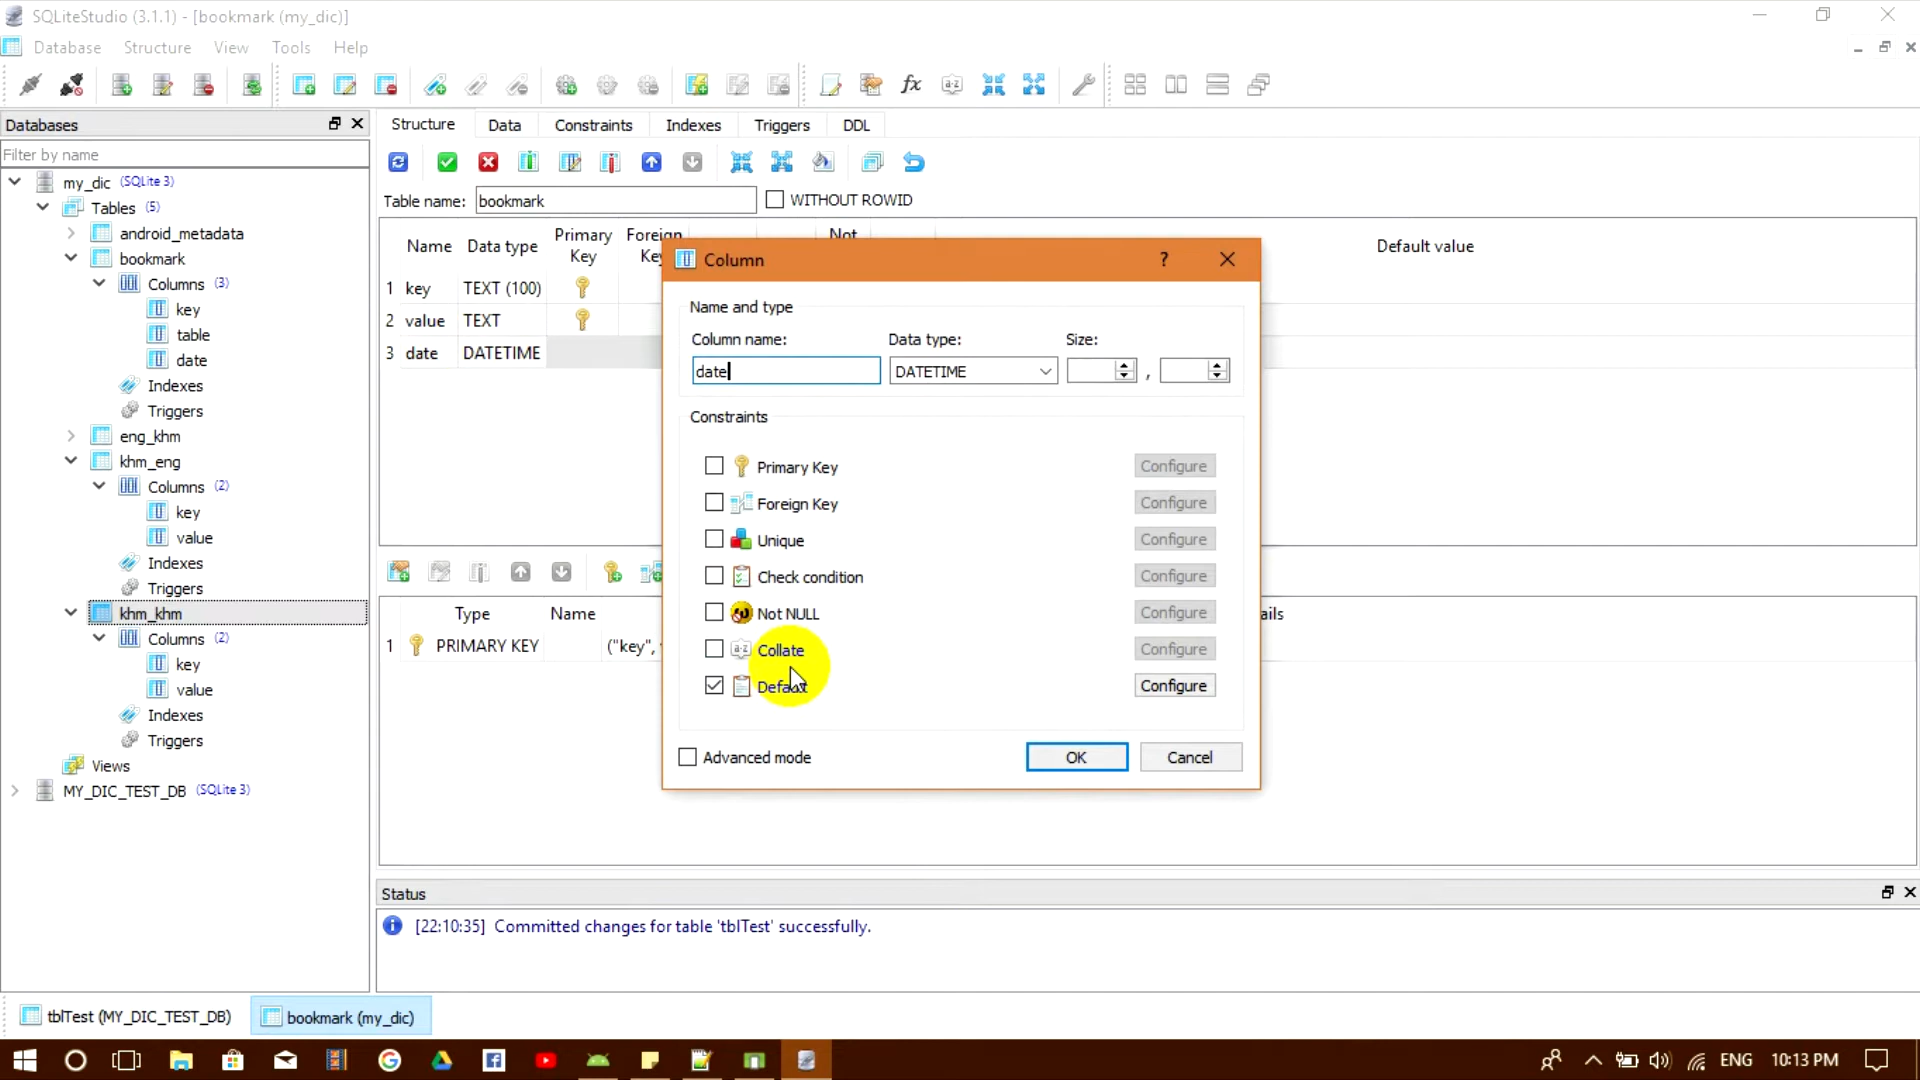 SQLiteStudio (3.1.1) - [bookmark (my_dic)]
Database Structure View Tools Help
Databases
Filter by name
my_dic (SQLite 3)
Tables (5)
android_metadata
bookmark
Columns (3)
key
table
date
Indexes
Triggers
eng_khm
khm_eng
Columns (2)
key
value
Indexes
Triggers
khm_khm
Columns (2)
key
value
Indexes
Triggers
Views
MY_DIC_TEST_DB (SQLite 3)
Structure Data Constraints Indexes Triggers DDL
Table name: bookmark WITHOUT ROWID
Name Data type Primary Key Foreign Not Default value
1 key TEXT (100)
2 value TEXT
3 date DATETIME
Type Name ails
1 PRIMARY KEY ("key",
Column ?
Name and type
Column name: Data type: Size:
date DATETIME ,
Constraints
Primary Key Configure
Foreign Key Configure
Unique Configure
Check condition Configure
Not NULL Configure
Collate Configure
Default Configure
Advanced mode OK Cancel
Status
[22:10:35] Committed changes for table 'tblTest' successfully.
tblTest (MY_DIC_TEST_DB) bookmark (my_dic)
ENG 10:13 PM